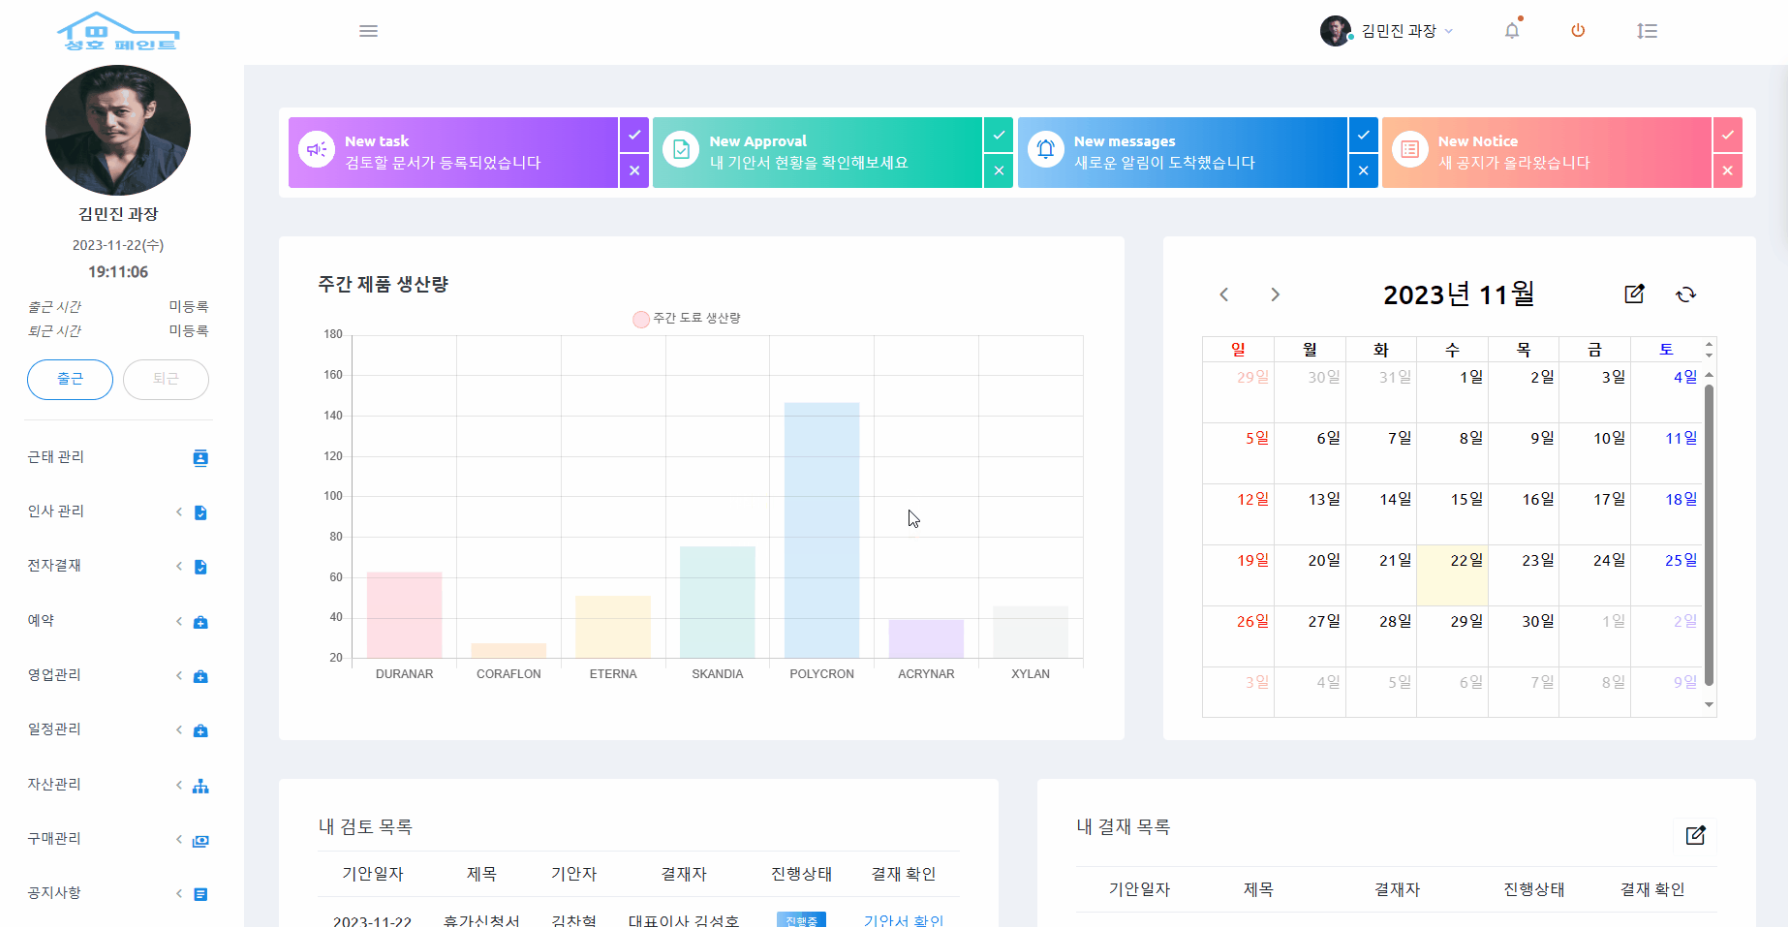 성호 페인트
김민진 과장
2023-11-22(수)
19:11:06
출근 시간 미등록
퇴근 시간 미등록
출근 퇴근
근태 관리
인사 관리
전자결재
예약
영업관리
일정관리
자산관리
구매관리
공지사항
김민진 과장
New task
검토할 문서가 등록되었습니다
New Approval
내 기안서 현황을 확인해보세요
New messages
새로운 알림이 도착했습니다
New Notice
새 공지가 올라왔습니다
주간 제품 생산량
주간 도료 생산량
180
160
140
120
100
80
60
40
20
DURANAR CORAFLON ETERNA SKANDIA POLYCRON ACRYNAR XYLAN
2023년 11월
일 월 화 수 목 금 토
29일 30일 31일 1일 2일 3일 4일
5일 6일 7일 8일 9일 10일 11일
12일 13일 14일 15일 16일 17일 18일
19일 20일 21일 22일 23일 24일 25일
26일 27일 28일 29일 30일 1일 2일
3일 4일 5일 6일 7일 8일 9일
내 검토 목록
기안일자 제목 기안자 결재자 진행상태 결재 확인
2023-11-22 휴가신청서 김찬혁 대표이사 김성호 진행중 기안서 확인
내 결재 목록
기안일자 제목 결재자 진행상태 결재 확인